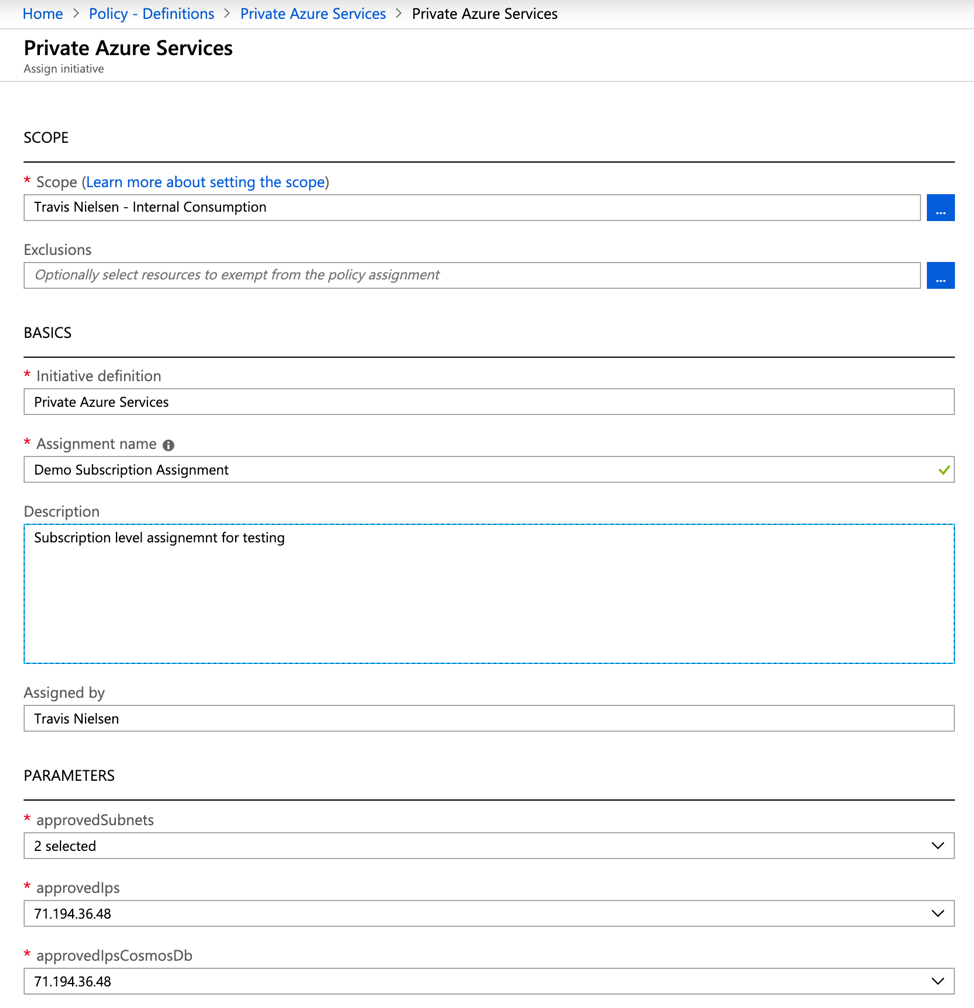 Home > Policy - Definitions > Private Azure Services > Private Azure Services
Private Azure Services
Assign initiative
SCOPE
* Scope (Learn more about setting the scope)
Travis Nielsen - Internal Consumption
...
Exclusions
Optionally select resources to exempt from the policy assignment
...
BASICS
* Initiative definition
Private Azure Services
* Assignment name
Demo Subscription Assignment
Description
Subscription level assignemnt for testing
Assigned by
Travis Nielsen
PARAMETERS
* approvedSubnets
2 selected
* approvedIps
71.194.36.48
* approvedIpsCosmosDb
71.194.36.48